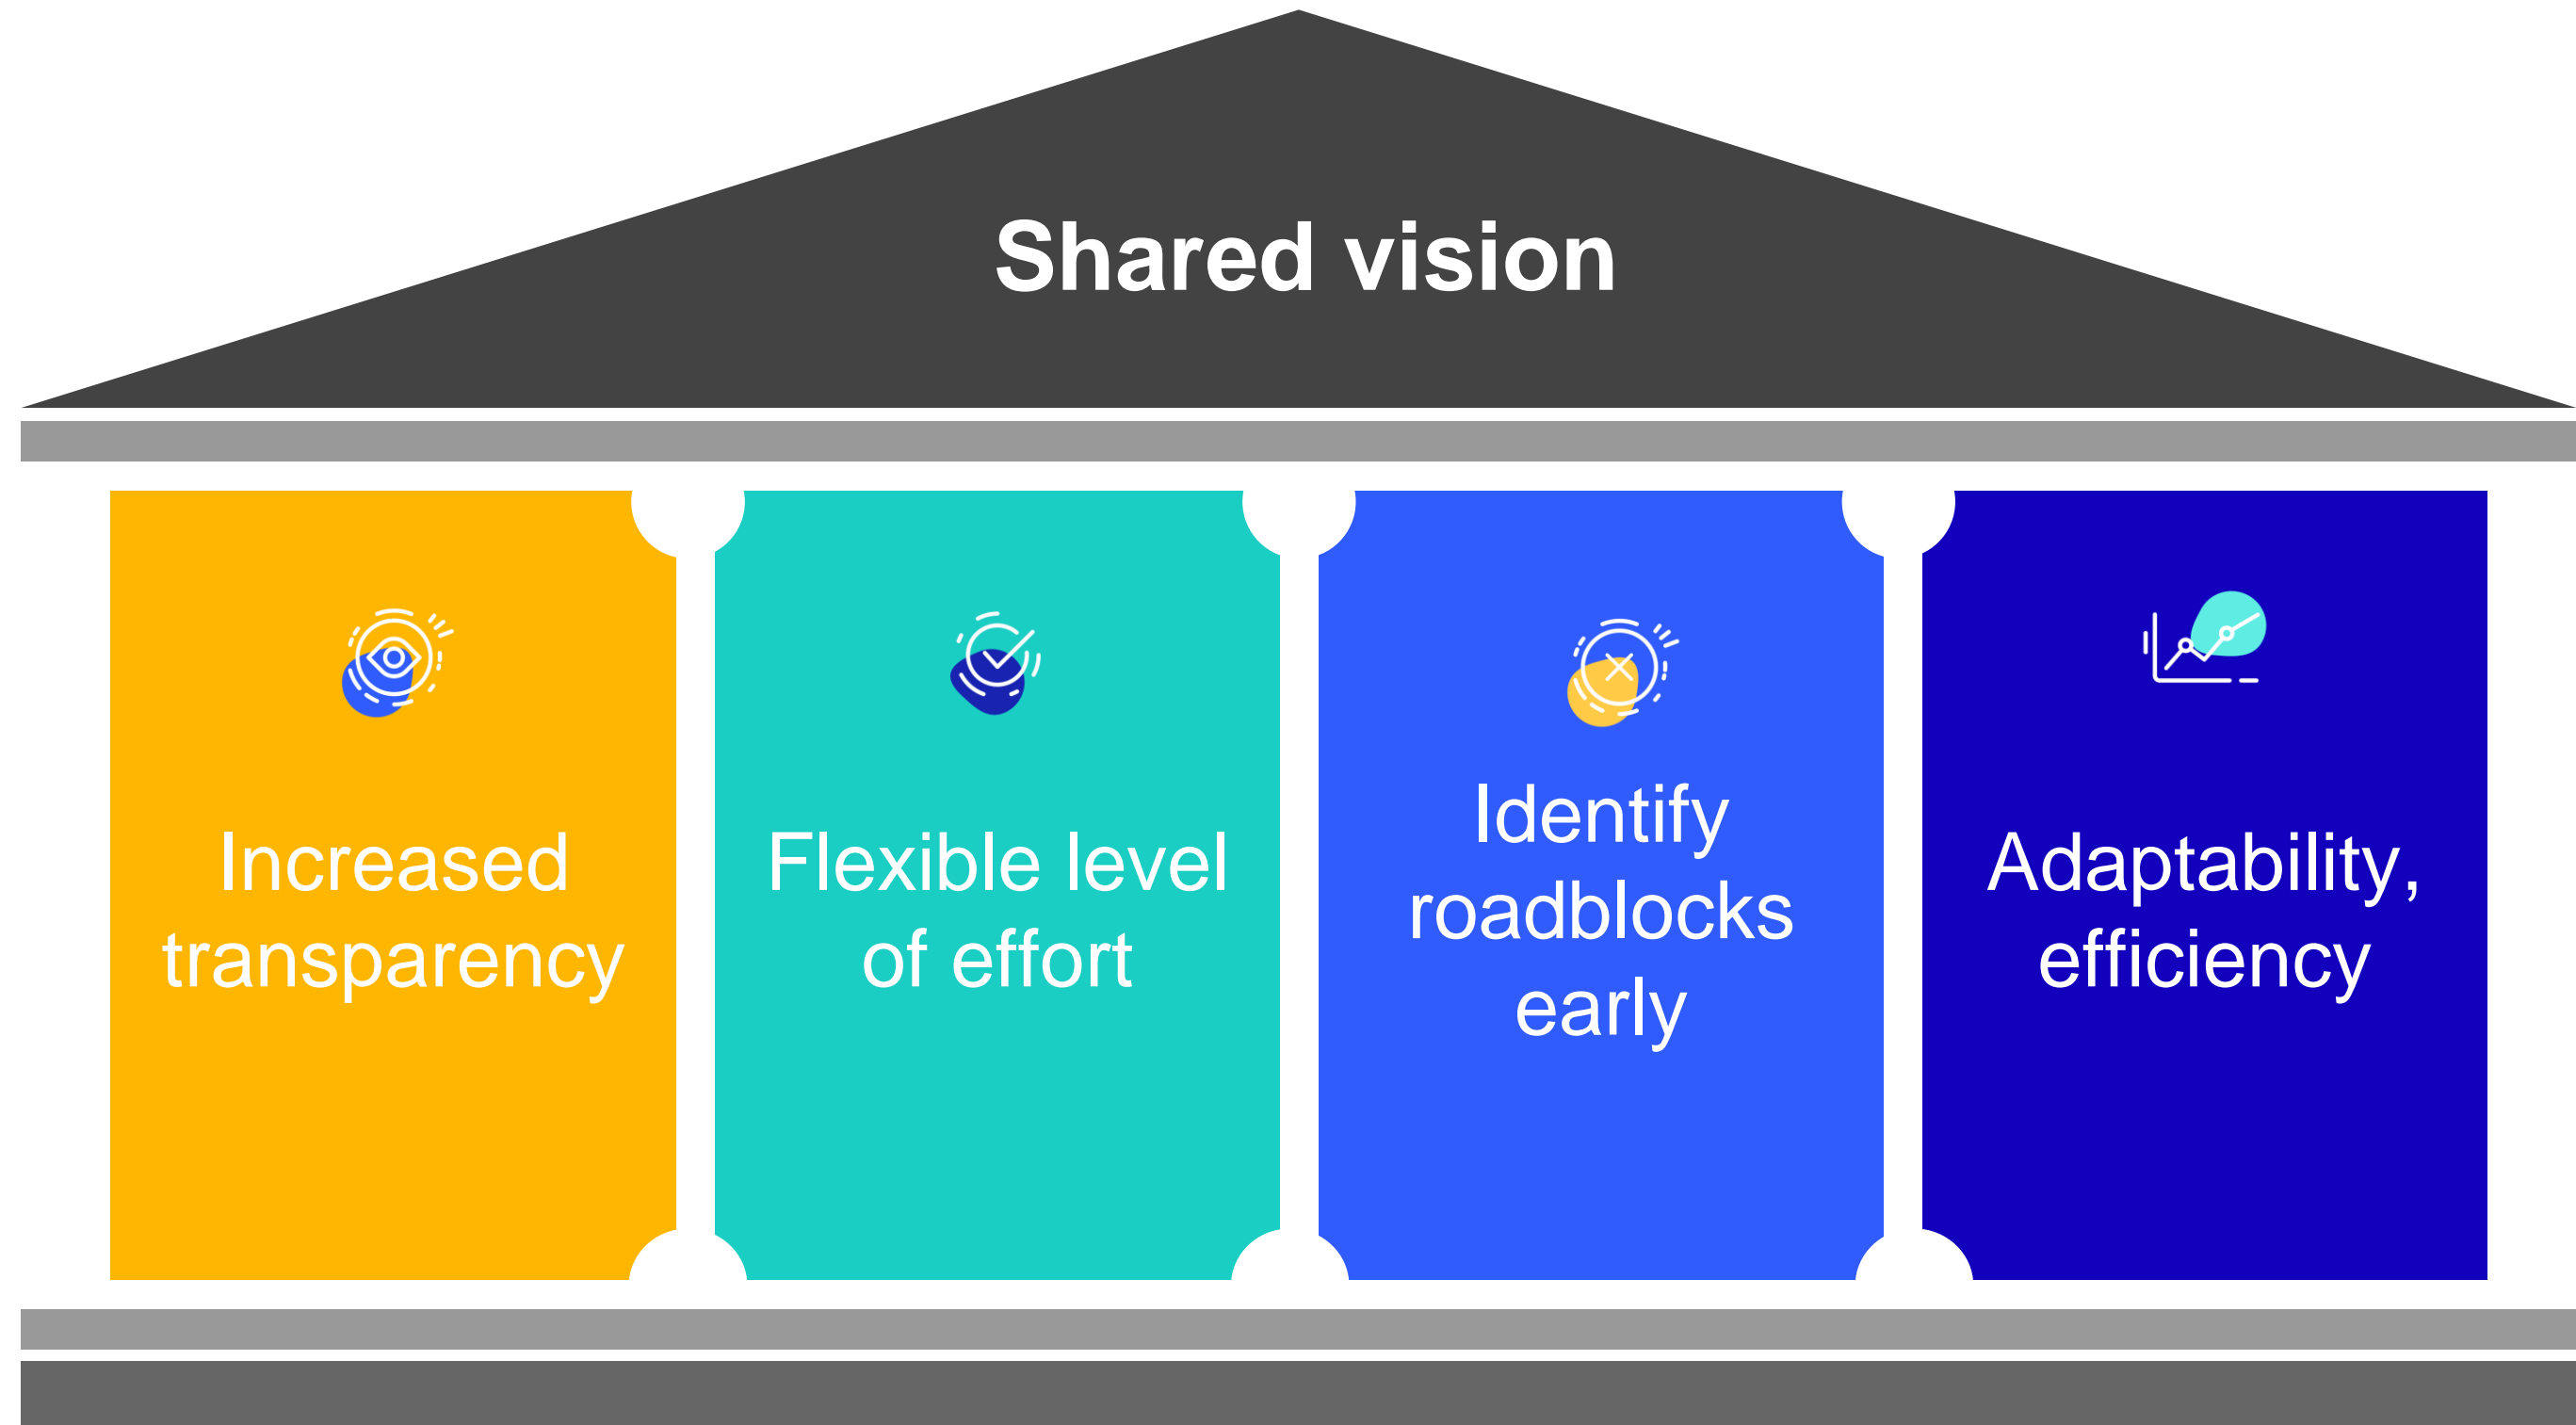 Shared vision
Increased
transparency
Flexible level
of effort
Identify
roadblocks
early
Adaptability,
efficiency